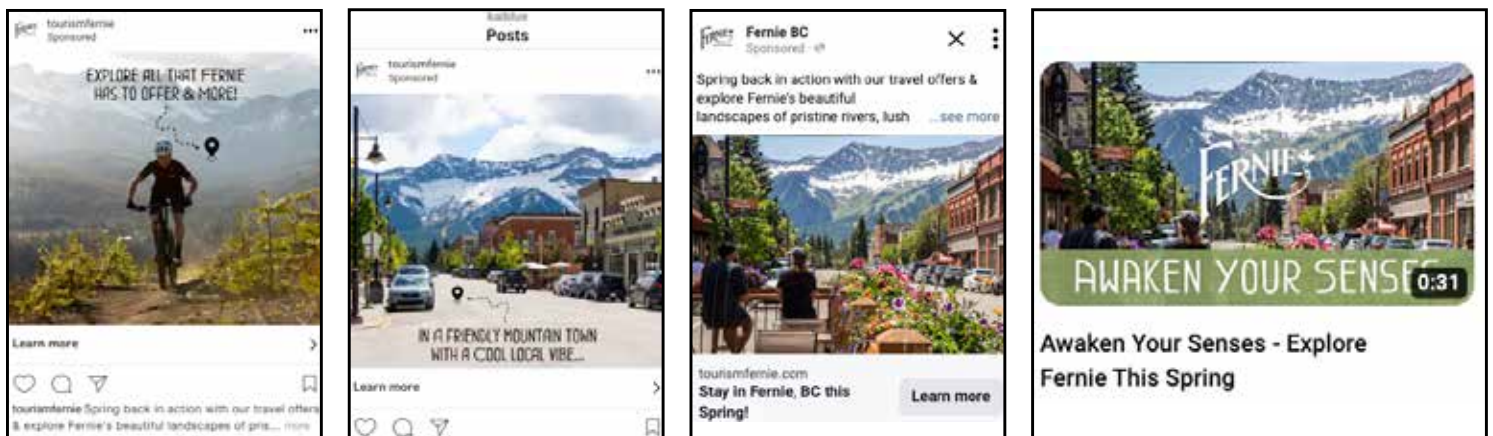 FERNIE
tourismfernie
Sponsored
EXPLORE ALL THAT FERNIE
HAS TO OFFER & MORE!
Learn more
tourismfernie Spring back in action with our travel offers
& explore Fernie's beautiful landscapes of pris... more
Posts
FERNIE
tourismfernie
Sponsored
IN A FRIENDLY MOUNTAIN TOWN
WITH A COOL LOCAL VIBE...
Learn more
FERNIE
Fernie BC
Sponsored
Spring back in action with our travel offers &
explore Fernie's beautiful
landscapes of pristine rivers, lush ...see more
tourismfernie.com
Stay in Fernie, BC this
Spring!
Learn more
FERNIE
AWAKEN YOUR SENSES
0:31
Awaken Your Senses - Explore
Fernie This Spring